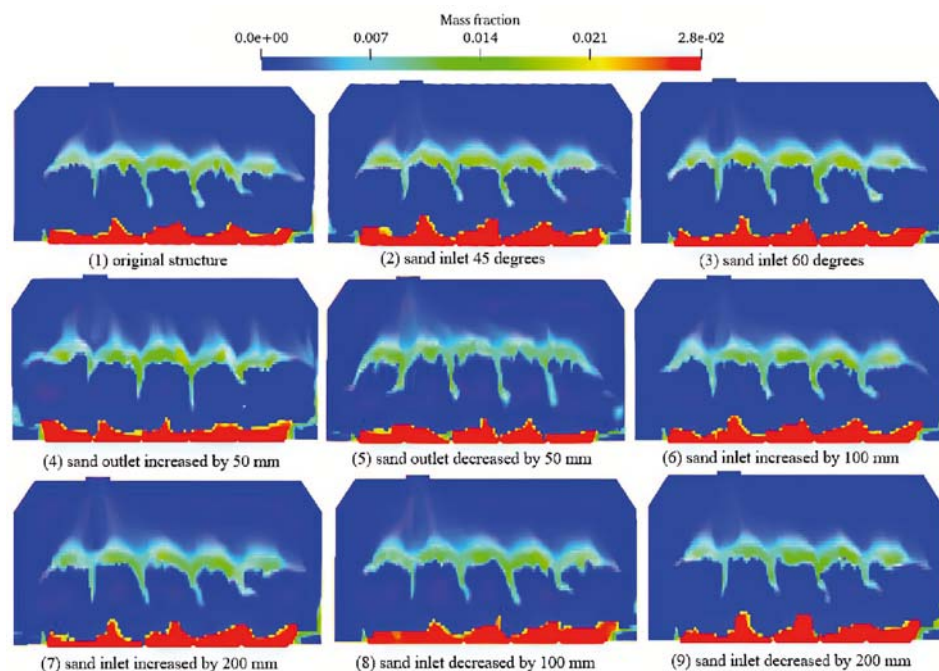 Mass fraction
0.0e+00 0.007 0.014 0.021 2.8e-02
(1) original structure
(2) sand inlet 45 degrees
(3) sand inlet 60 degrees
(4) sand outlet increased by 50 mm
(5) sand outlet decreased by 50 mm
(6) sand inlet increased by 100 mm
(7) sand inlet increased by 200 mm
(8) sand inlet decreased by 100 mm
(9) sand inlet decreased by 200 mm